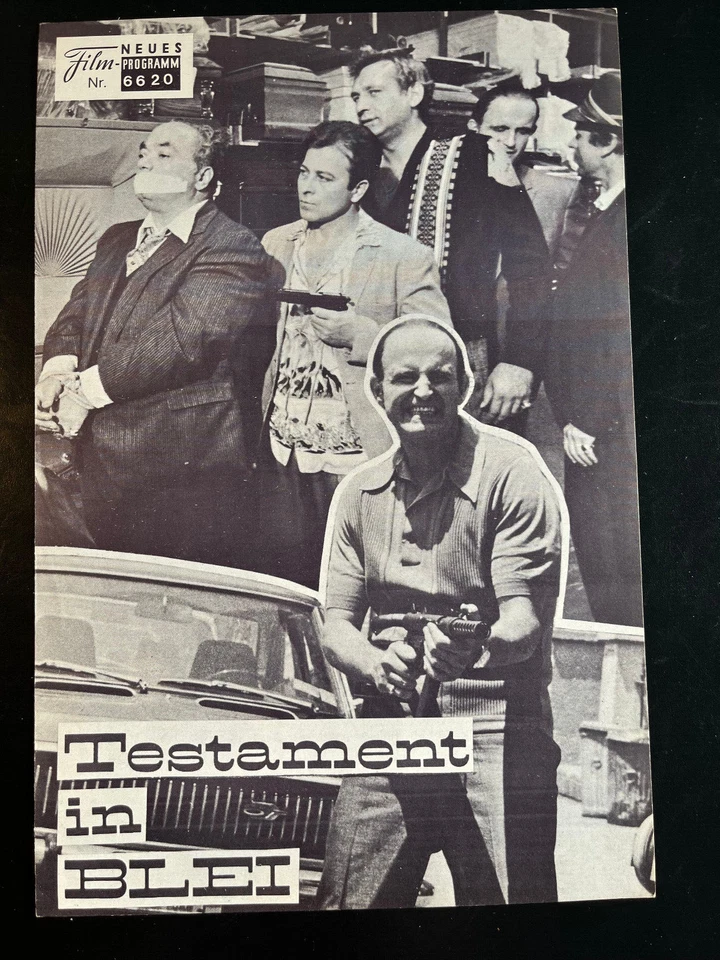 Film-
NEUES
PROGRAMM
Nr. 6620
Testament
in
BLEI